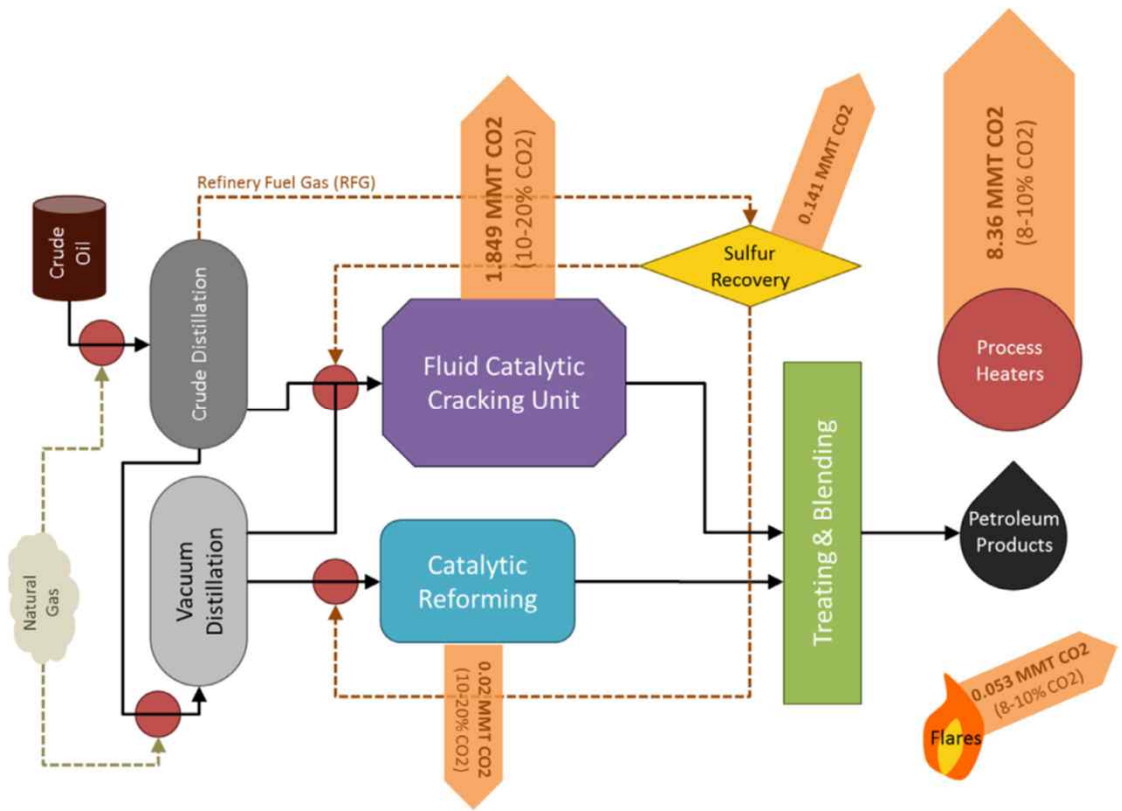 Refinery Fuel Gas (RFG)
Crude
Oil
Crude Distillation
Natural
Gas
Vacuum
Distillation
1.849 MMT CO2
(10-20% CO2)
Fluid Catalytic
Cracking Unit
Catalytic
Reforming
0.02 MMT CO2
(10-20% CO2)
0.141 MMT CO2
Sulfur
Recovery
Treating & Blending
8.36 MMT CO2
(8-10% CO2)
Process
Heaters
Petroleum
Products
0.053 MMT CO2
(8-10% CO2)
Flares